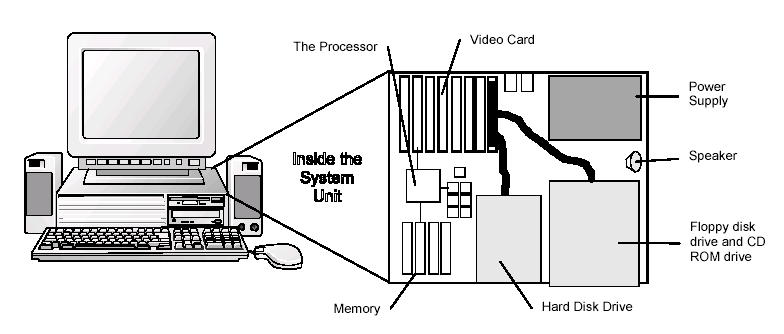 The Processor
Video Card
Power
Supply
Inside the
System
Unit
Speaker
Floppy disk
drive and CD
ROM drive
Memory
Hard Disk Drive